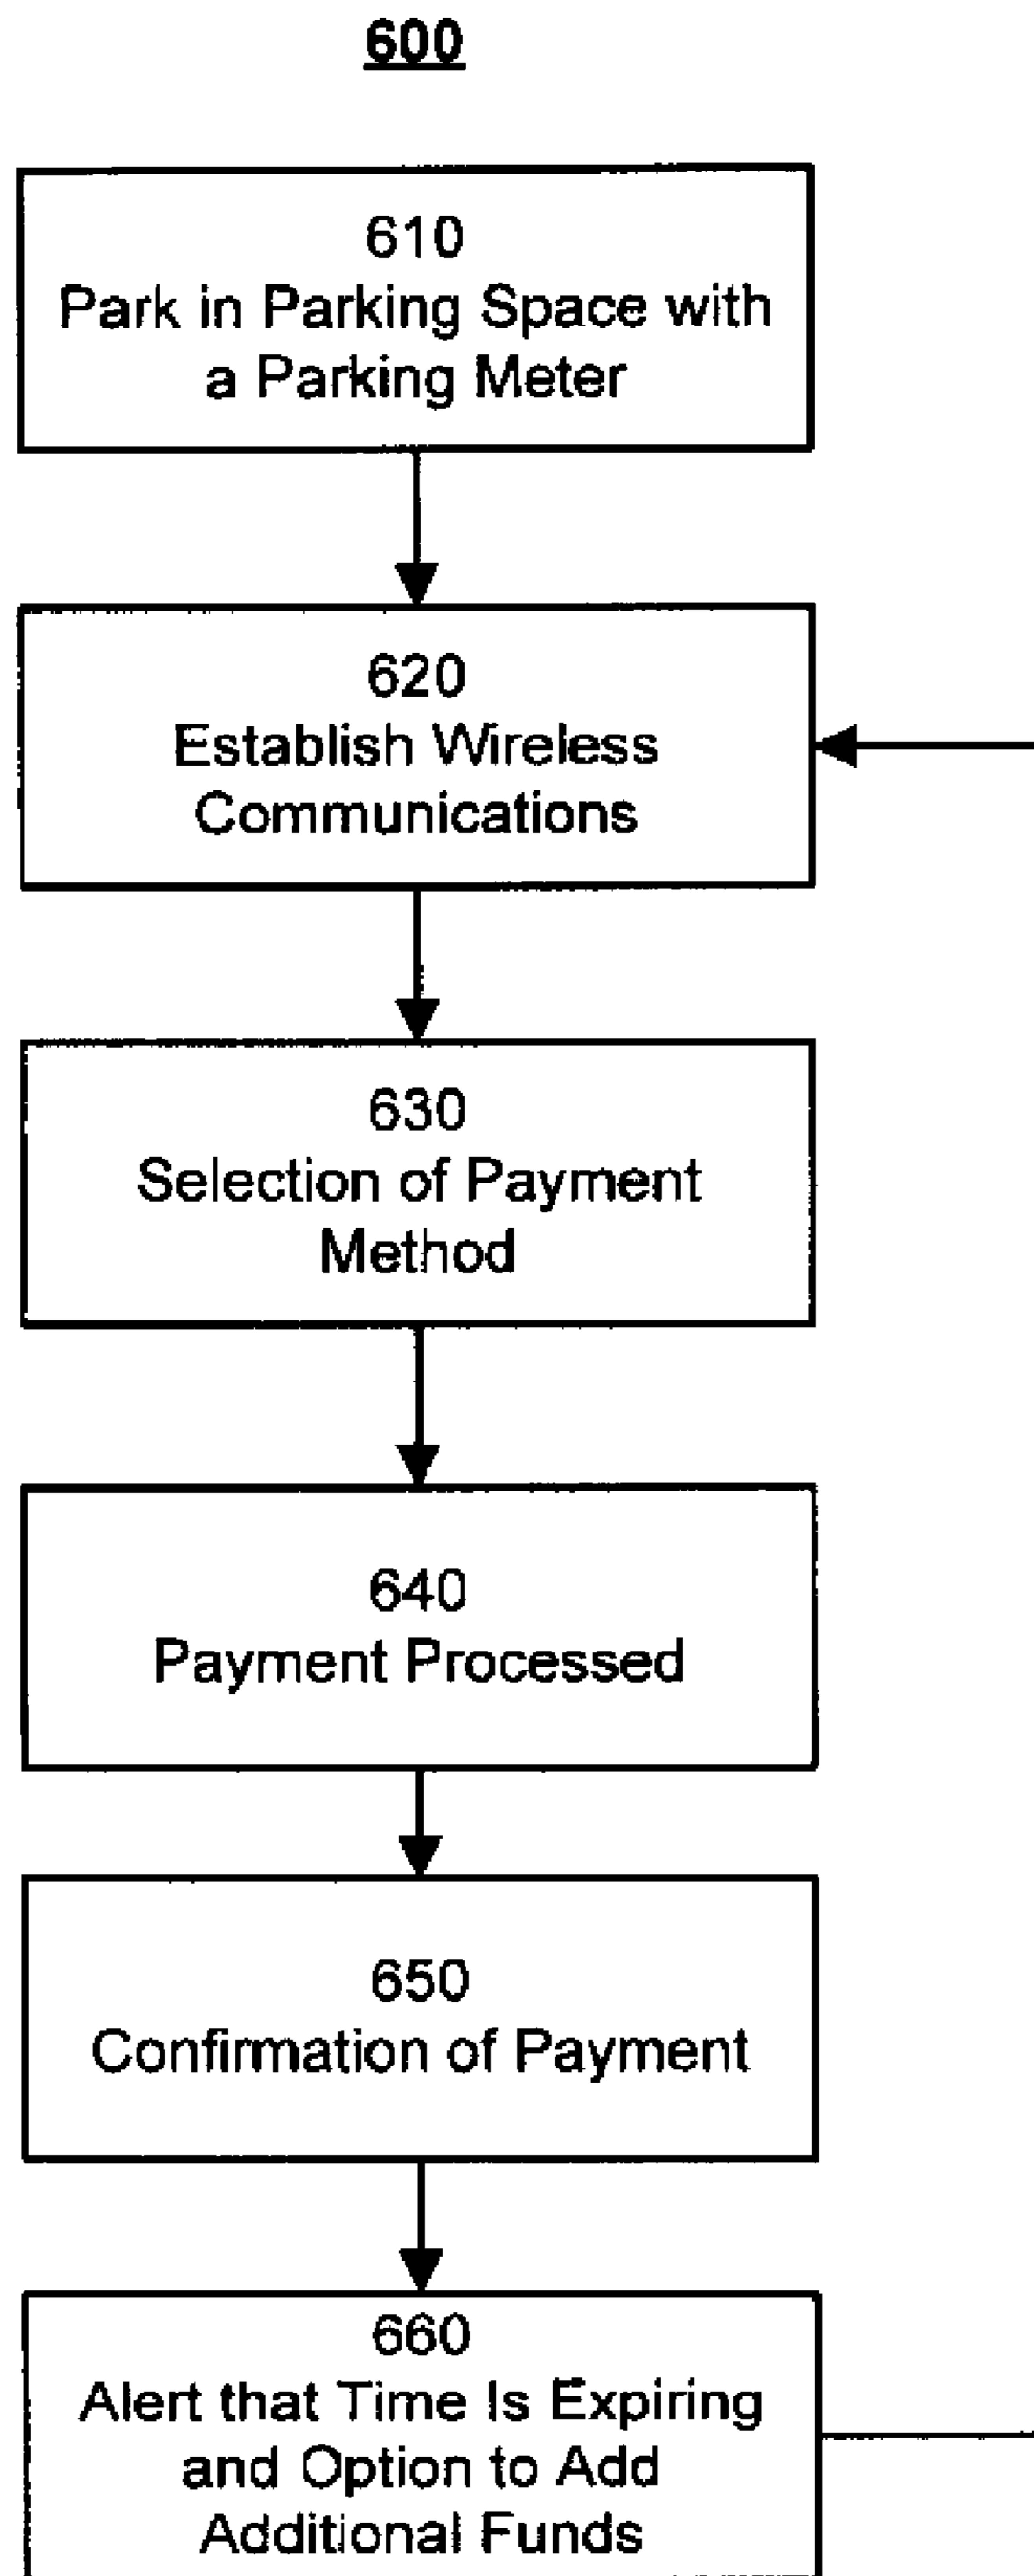 600
610
Park in Parking Space with
a Parking Meter
620
Establish Wireless
Communications
630
Selection of Payment
Method
640
Payment Processed
650
Confirmation of Payment
660
Alert that Time Is Expiring
and Option to Add
Additional Funds